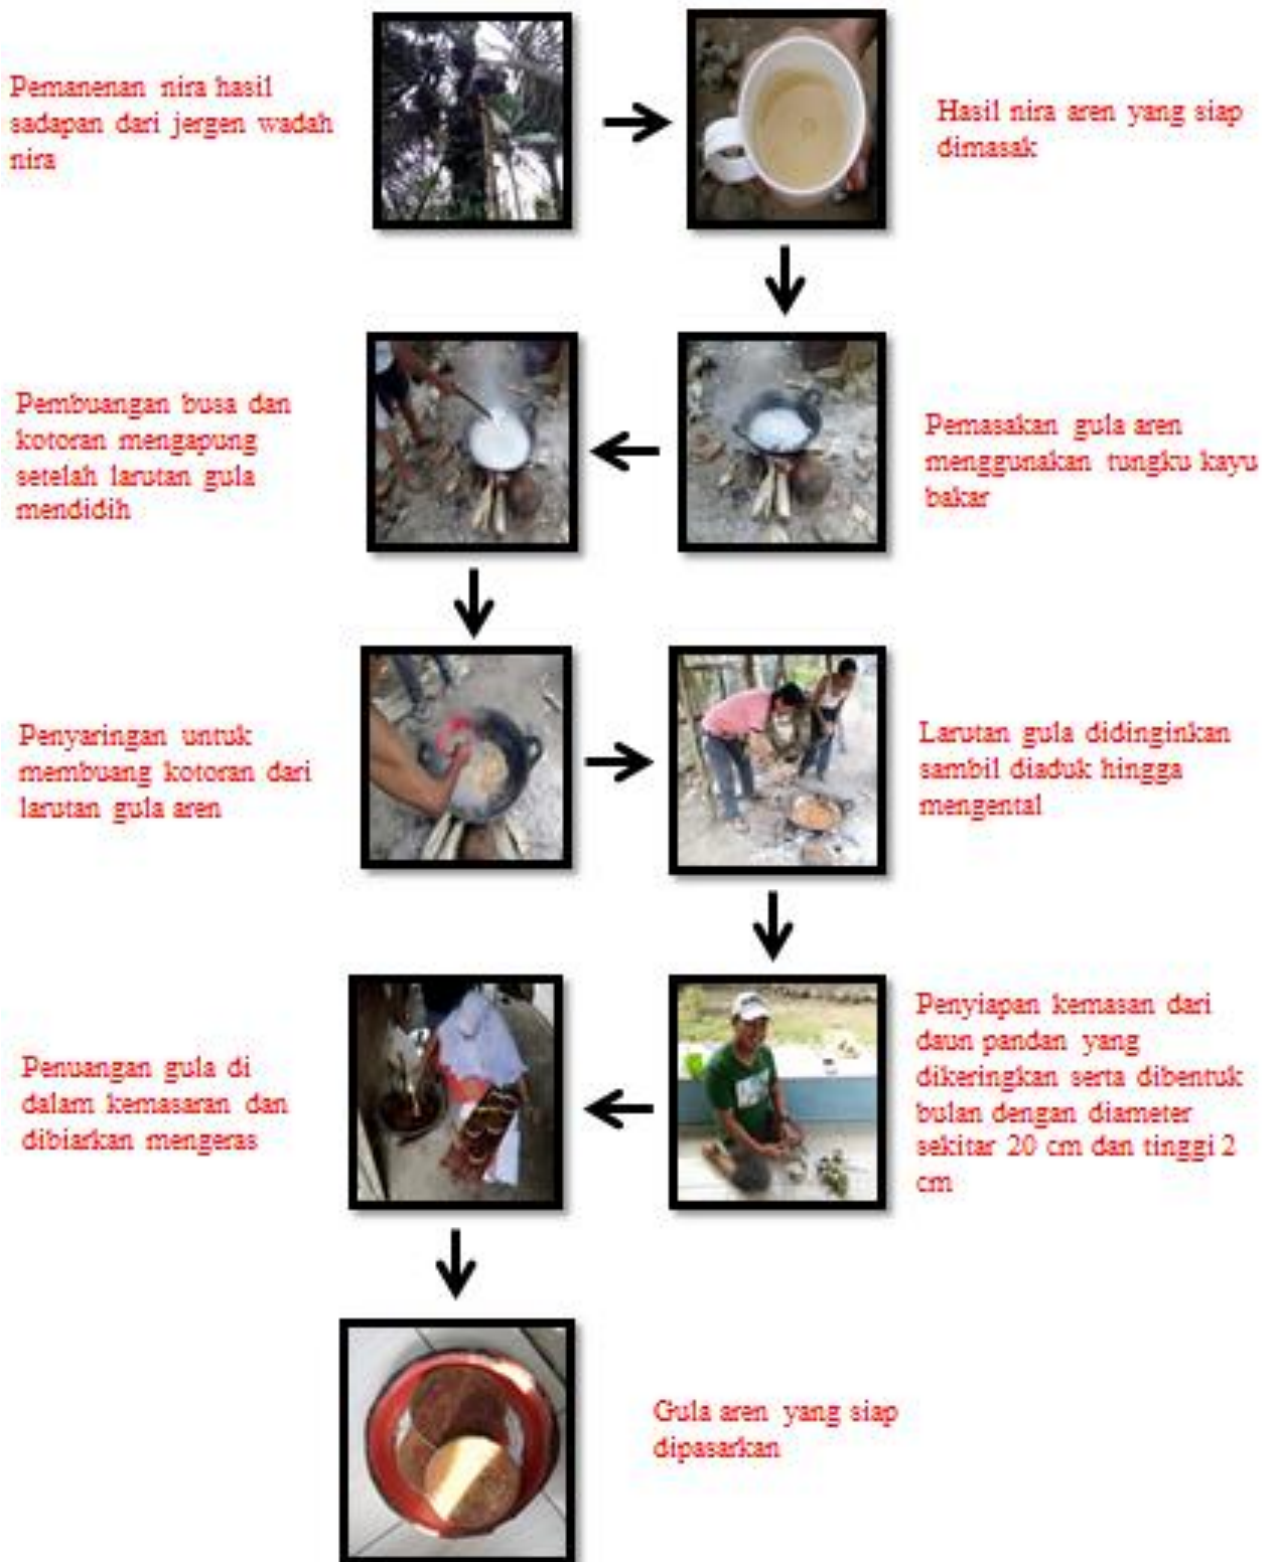 Pemanenan nira hasil
sadapan dari jergen wadah
nira
Hasil nira aren yang siap
dimasak
Pemasakan gula aren
menggunakan tungku kayu
bakar
Pembuangan busa dan
kotoran mengapung
setelah larutan gula
mendidih
Penyaringan untuk
membuang kotoran dari
larutan gula aren
Larutan gula didinginkan
sambil diaduk hingga
mengental
Penyiapan kemasan dari
daun pandan yang
dikeringkan serta dibentuk
bulan dengan diameter
sekitar 20 cm dan tinggi 2
cm
Penuangan gula di
dalam kemasaran dan
dibiarkan mengeras
Gula aren yang siap
dipasarkan